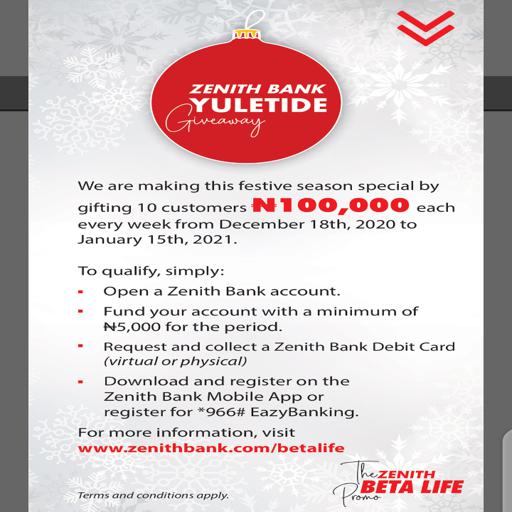 ZENITH BANK
YULETIDE
Giveaway
We are making this festive season special by
gifting 10 customers ₦100,000 each
every week from December 18th, 2020 to
January 15th, 2021.
To qualify, simply:
▪ Open a Zenith Bank account.
▪ Fund your account with a minimum of
₦5,000 for the period.
▪ Request and collect a Zenith Bank Debit Card
(virtual or physical)
▪ Download and register on the
Zenith Bank Mobile App or
register for *966# EazyBanking.
For more information, visit
www.zenithbank.com/betalife
Terms and conditions apply.
The ZENITH
BETA LIFE
Promo